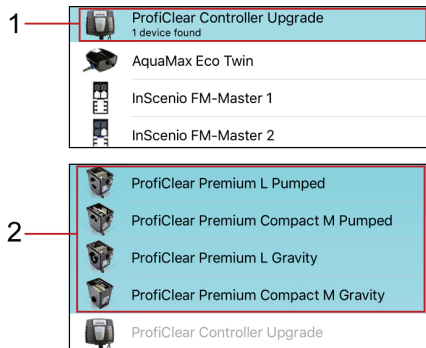 1
ProfiClear Controller Upgrade
1 device found
AquaMax Eco Twin
InScenio FM-Master 1
InScenio FM-Master 2
2
ProfiClear Premium L Pumped
ProfiClear Premium Compact M Pumped
ProfiClear Premium L Gravity
ProfiClear Premium Compact M Gravity
ProfiClear Controller Upgrade